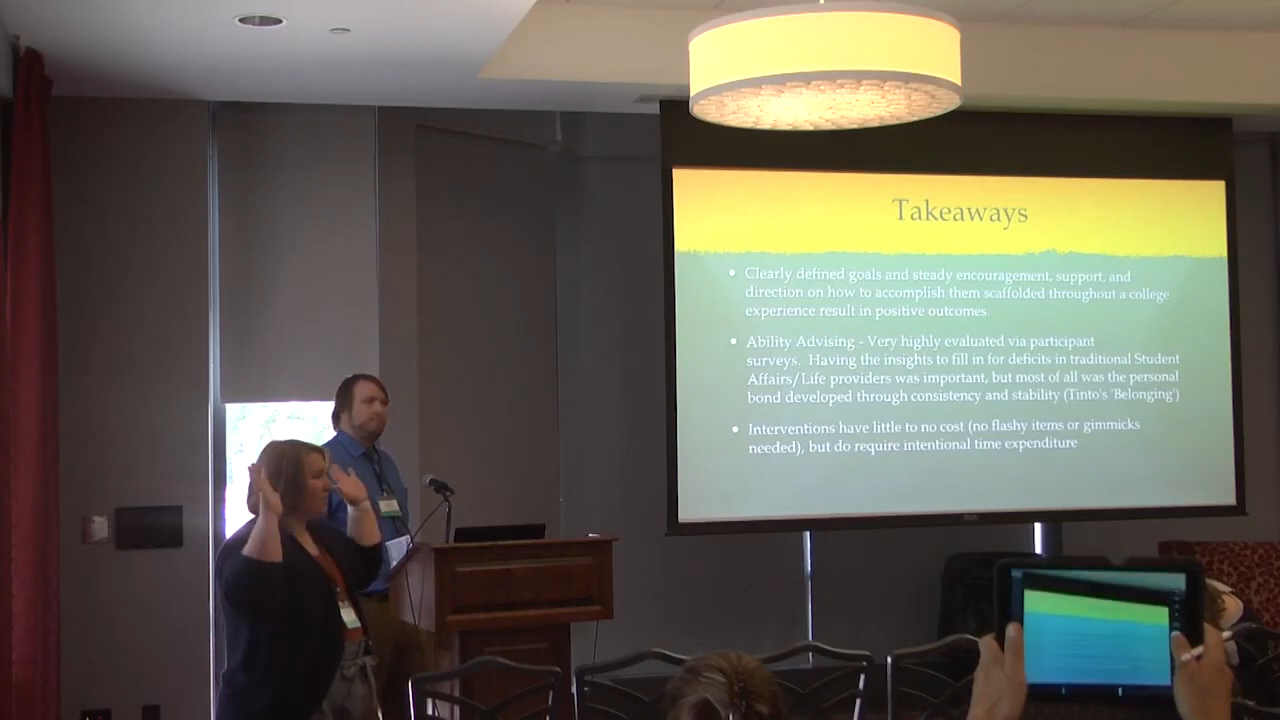 Takeaways
• Clearly defined goals and steady encouragement, support, and
direction on how to accomplish them scaffolded throughout a college
experience result in positive outcomes.
• Ability Advising - Very highly evaluated via participant
surveys. Having the insights to fill in for deficits in traditional Student
Affairs/Life providers was important, but most of all was the personal
bond developed through consistency and stability (Tinto's 'Belonging')
• Interventions have little to no cost (no flashy items or gimmicks
needed), but do require intentional time expenditure